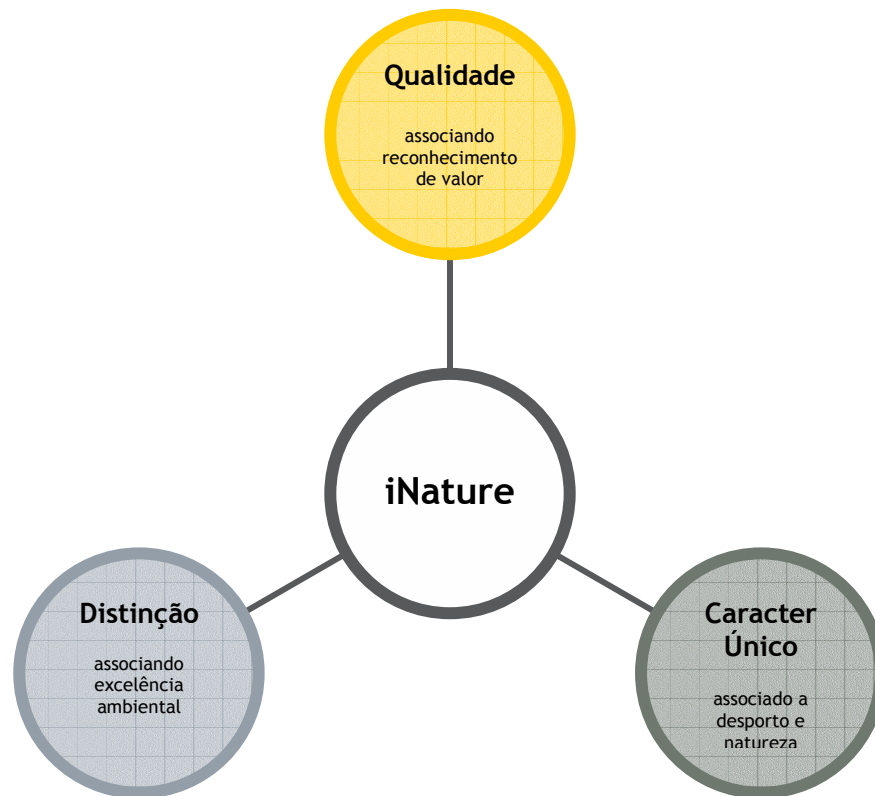 Qualidade
associando
reconhecimento
de valor
iNature
Distinção
associando
excelência
ambiental
Caracter
Único
associado a
desporto e
natureza